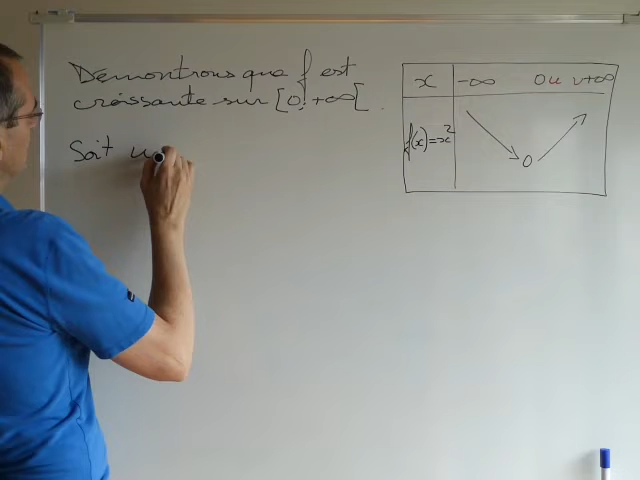 Démontrons que f est
croissante sur [0; +∞[.
Soit u
x -∞ 0 u v +∞
f(x)=x²
0